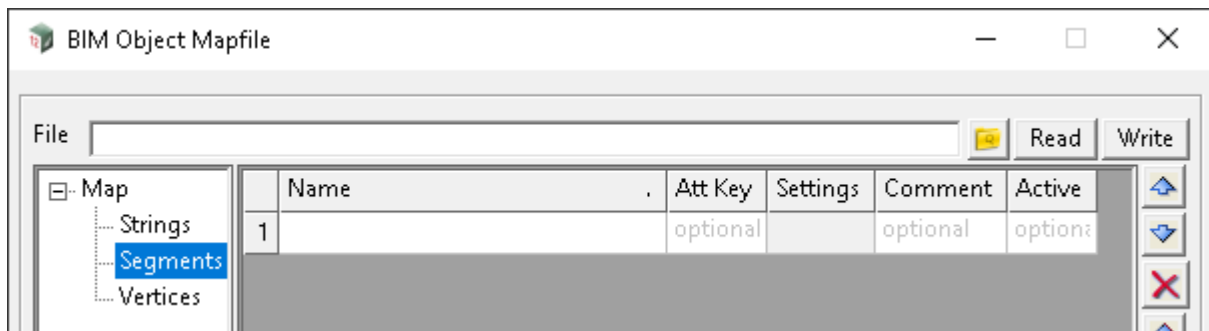 BIM Object Mapfile
File Read Write
Map Name Att Key Settings Comment Active
Strings 1 optional optional optiona
Segments
Vertices